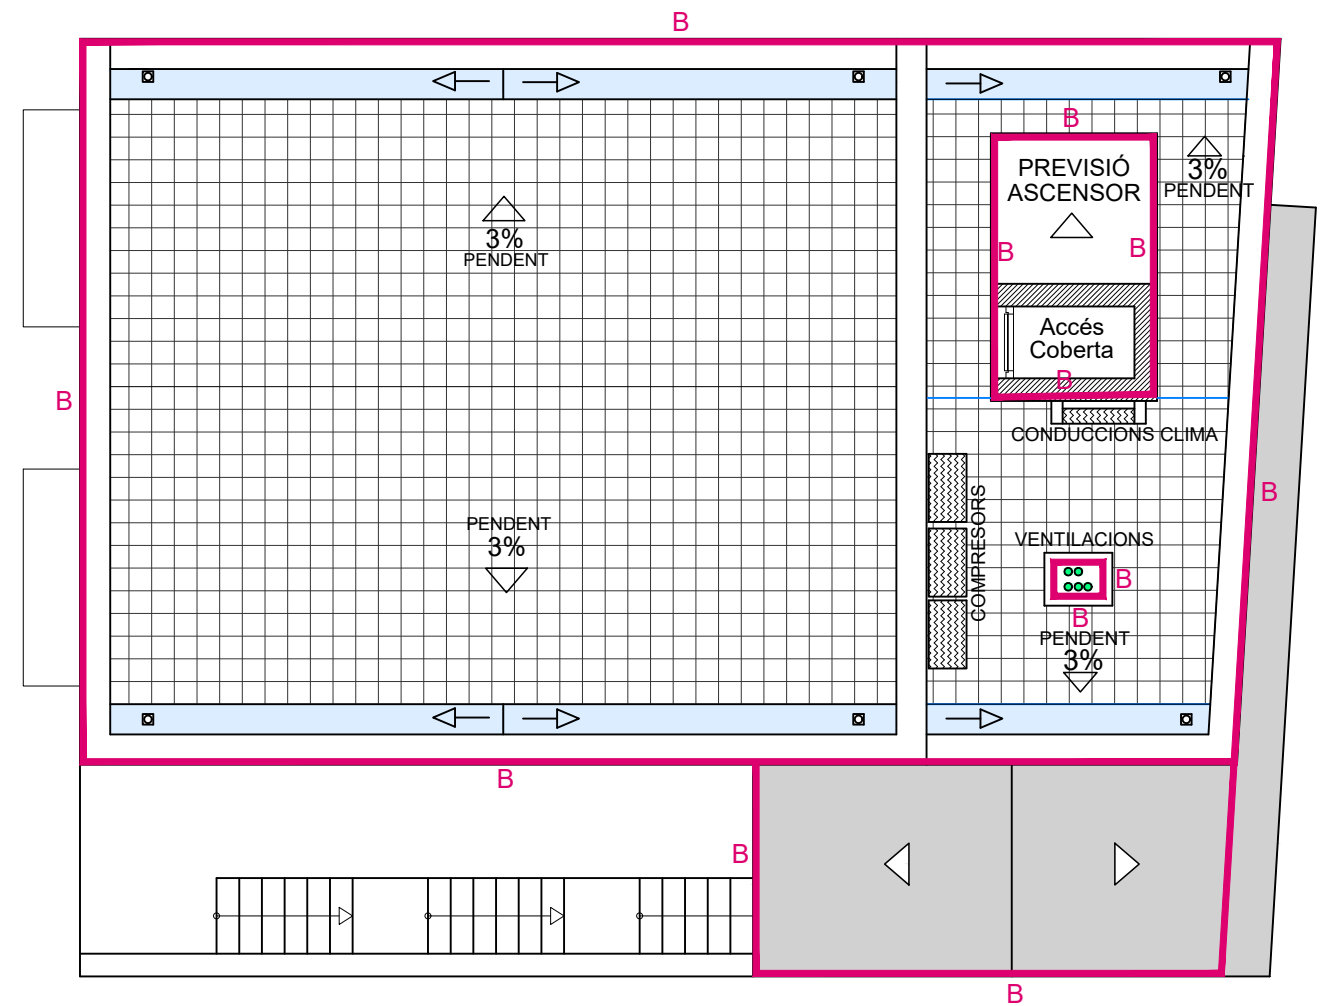 B
B
PREVISIÓ
ASCENSOR
3%
PENDENT
3%
PENDENT
B
B
Accés
Coberta
B
B
CONDUCCIONS CLIMA
COMPRESORS
B
PENDENT
3%
VENTILACIONS
B
B
PENDENT
3%
B
B
B